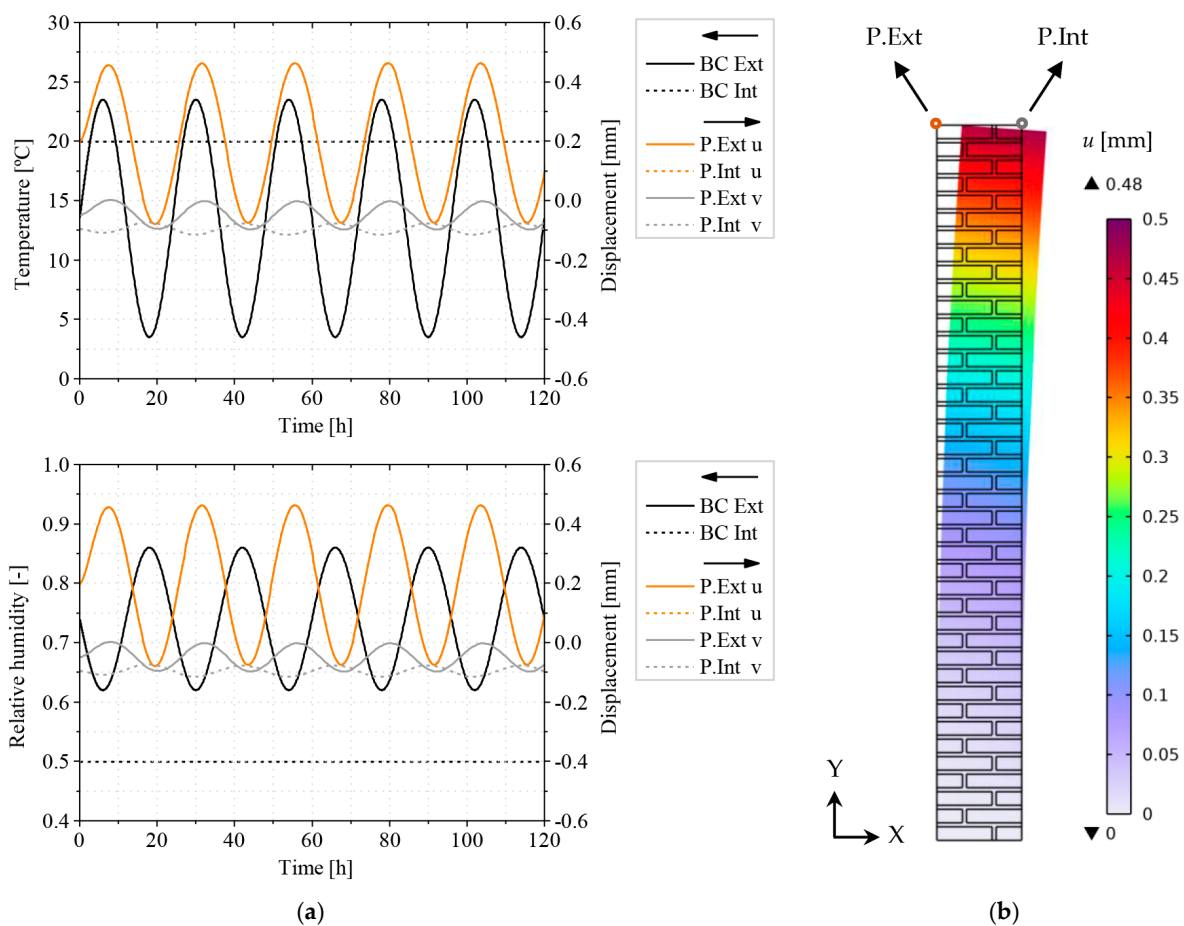 30
25
20
15
10
5
0
Temperature [ºC]
0.6
0.4
0.2
0.0
-0.2
-0.4
-0.6
Displacement [mm]
0 20 40 60 80 100 120
Time [h]
BC Ext
BC Int
P.Ext u
P.Int u
P.Ext v
P.Int v
1.0
0.9
0.8
0.7
0.6
0.5
0.4
Relative humidity [-]
0.6
0.4
0.2
0.0
-0.2
-0.4
-0.6
Displacement [mm]
0 20 40 60 80 100 120
Time [h]
BC Ext
BC Int
P.Ext u
P.Int u
P.Ext v
P.Int v
(a)
P.Ext P.Int
u [mm]
0.48
0.5
0.45
0.4
0.35
0.3
0.25
0.2
0.15
0.1
0.05
0
0
Y
X
(b)